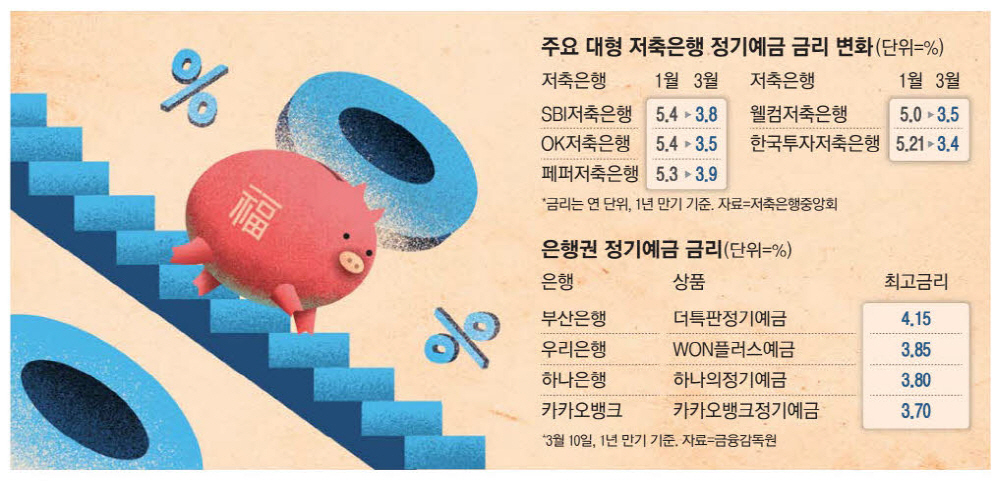 주요 대형 저축은행 정기예금 금리 변화(단위=%)
저축은행 1월 3월 저축은행 1월 3월
SBI저축은행 5.4 ▶ 3.8 웰컴저축은행 5.0 ▶ 3.5
OK저축은행 5.4 ▶ 3.5 한국투자저축은행 5.21 ▶ 3.4
페퍼저축은행 5.3 ▶ 3.9
*금리는 연 단위, 1년 만기 기준. 자료=저축은행중앙회
은행권 정기예금 금리(단위=%)
은행 상품 최고금리
부산은행 더특판정기예금 4.15
우리은행 WON플러스예금 3.85
하나은행 하나의정기예금 3.80
카카오뱅크 카카오뱅크정기예금 3.70
*3월 10일, 1년 만기 기준. 자료=금융감독원
%
福
%